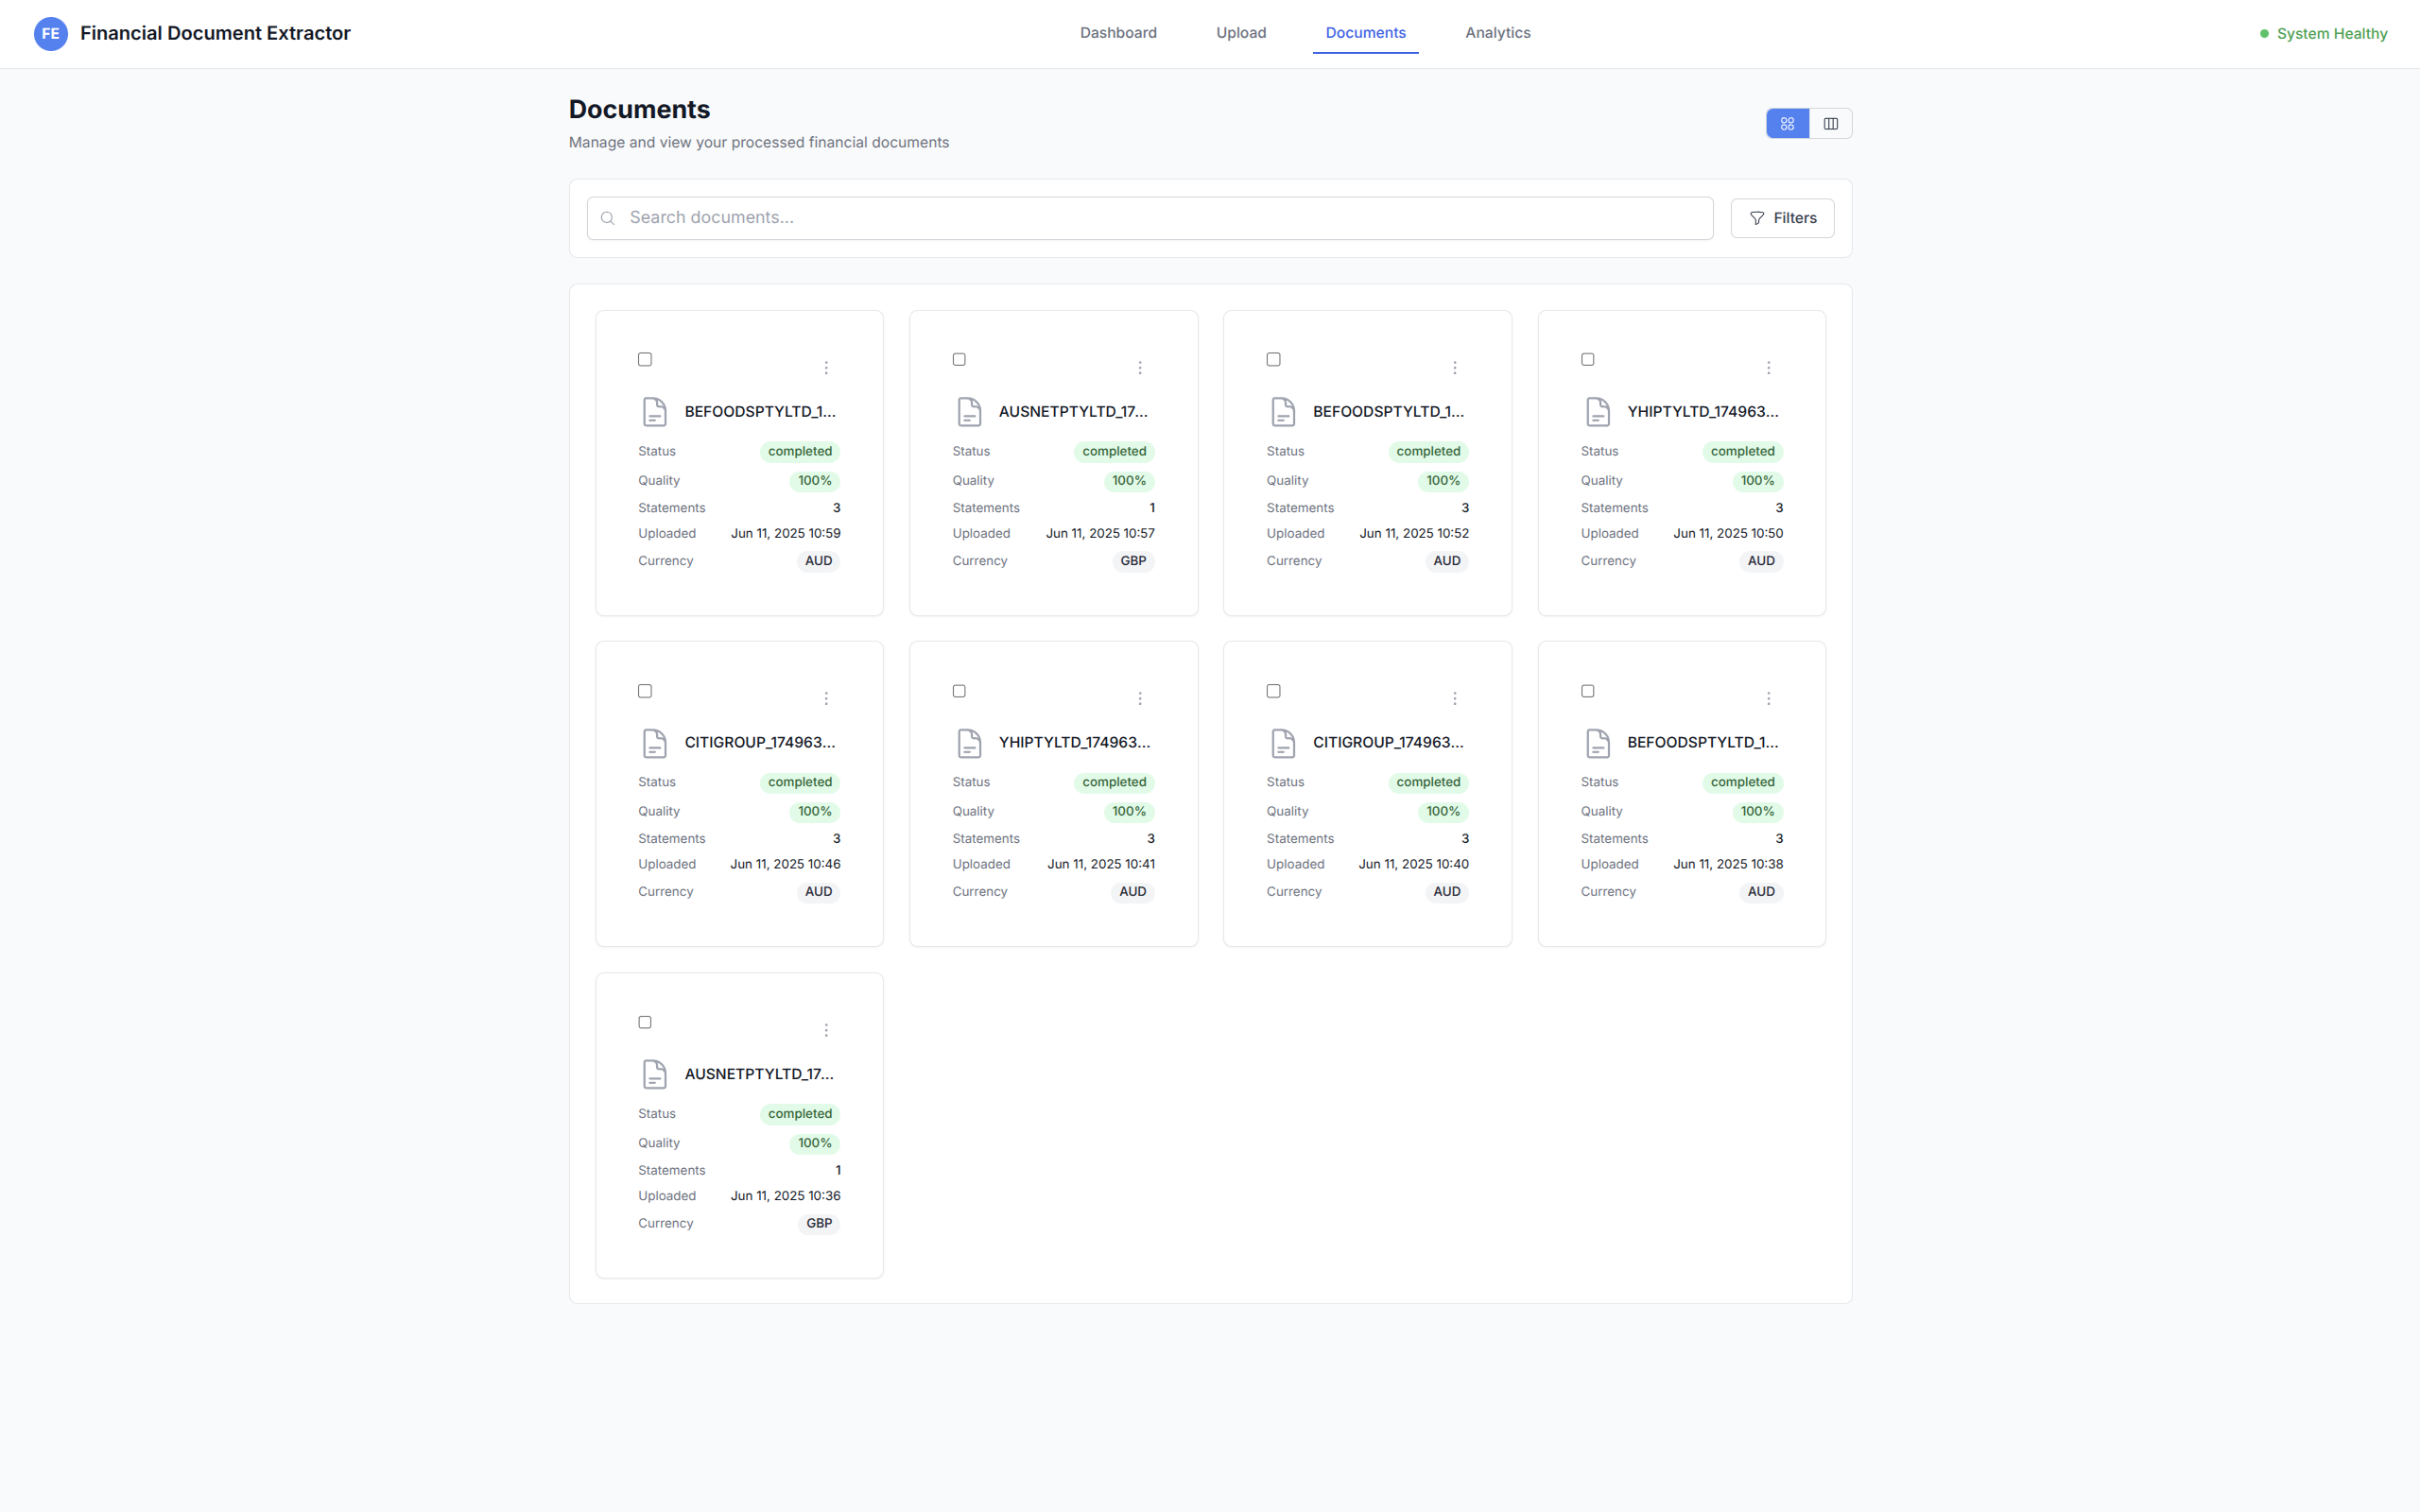 FE Financial Document Extractor Dashboard Upload Documents Analytics System Healthy
Documents
Manage and view your processed financial documents
Search documents...
Filters
BEFOODSPTYLTD_1...
Status completed
Quality 100%
Statements 3
Uploaded Jun 11, 2025 10:59
Currency AUD
AUSNETPTYLTD_17...
Status completed
Quality 100%
Statements 1
Uploaded Jun 11, 2025 10:57
Currency GBP
BEFOODSPTYLTD_1...
Status completed
Quality 100%
Statements 3
Uploaded Jun 11, 2025 10:52
Currency AUD
YHIPTYLTD_174963...
Status completed
Quality 100%
Statements 3
Uploaded Jun 11, 2025 10:50
Currency AUD
CITIGROUP_174963...
Status completed
Quality 100%
Statements 3
Uploaded Jun 11, 2025 10:46
Currency AUD
YHIPTYLTD_174963...
Status completed
Quality 100%
Statements 3
Uploaded Jun 11, 2025 10:41
Currency AUD
CITIGROUP_174963...
Status completed
Quality 100%
Statements 3
Uploaded Jun 11, 2025 10:40
Currency AUD
BEFOODSPTYLTD_1...
Status completed
Quality 100%
Statements 3
Uploaded Jun 11, 2025 10:38
Currency AUD
AUSNETPTYLTD_17...
Status completed
Quality 100%
Statements 1
Uploaded Jun 11, 2025 10:36
Currency GBP